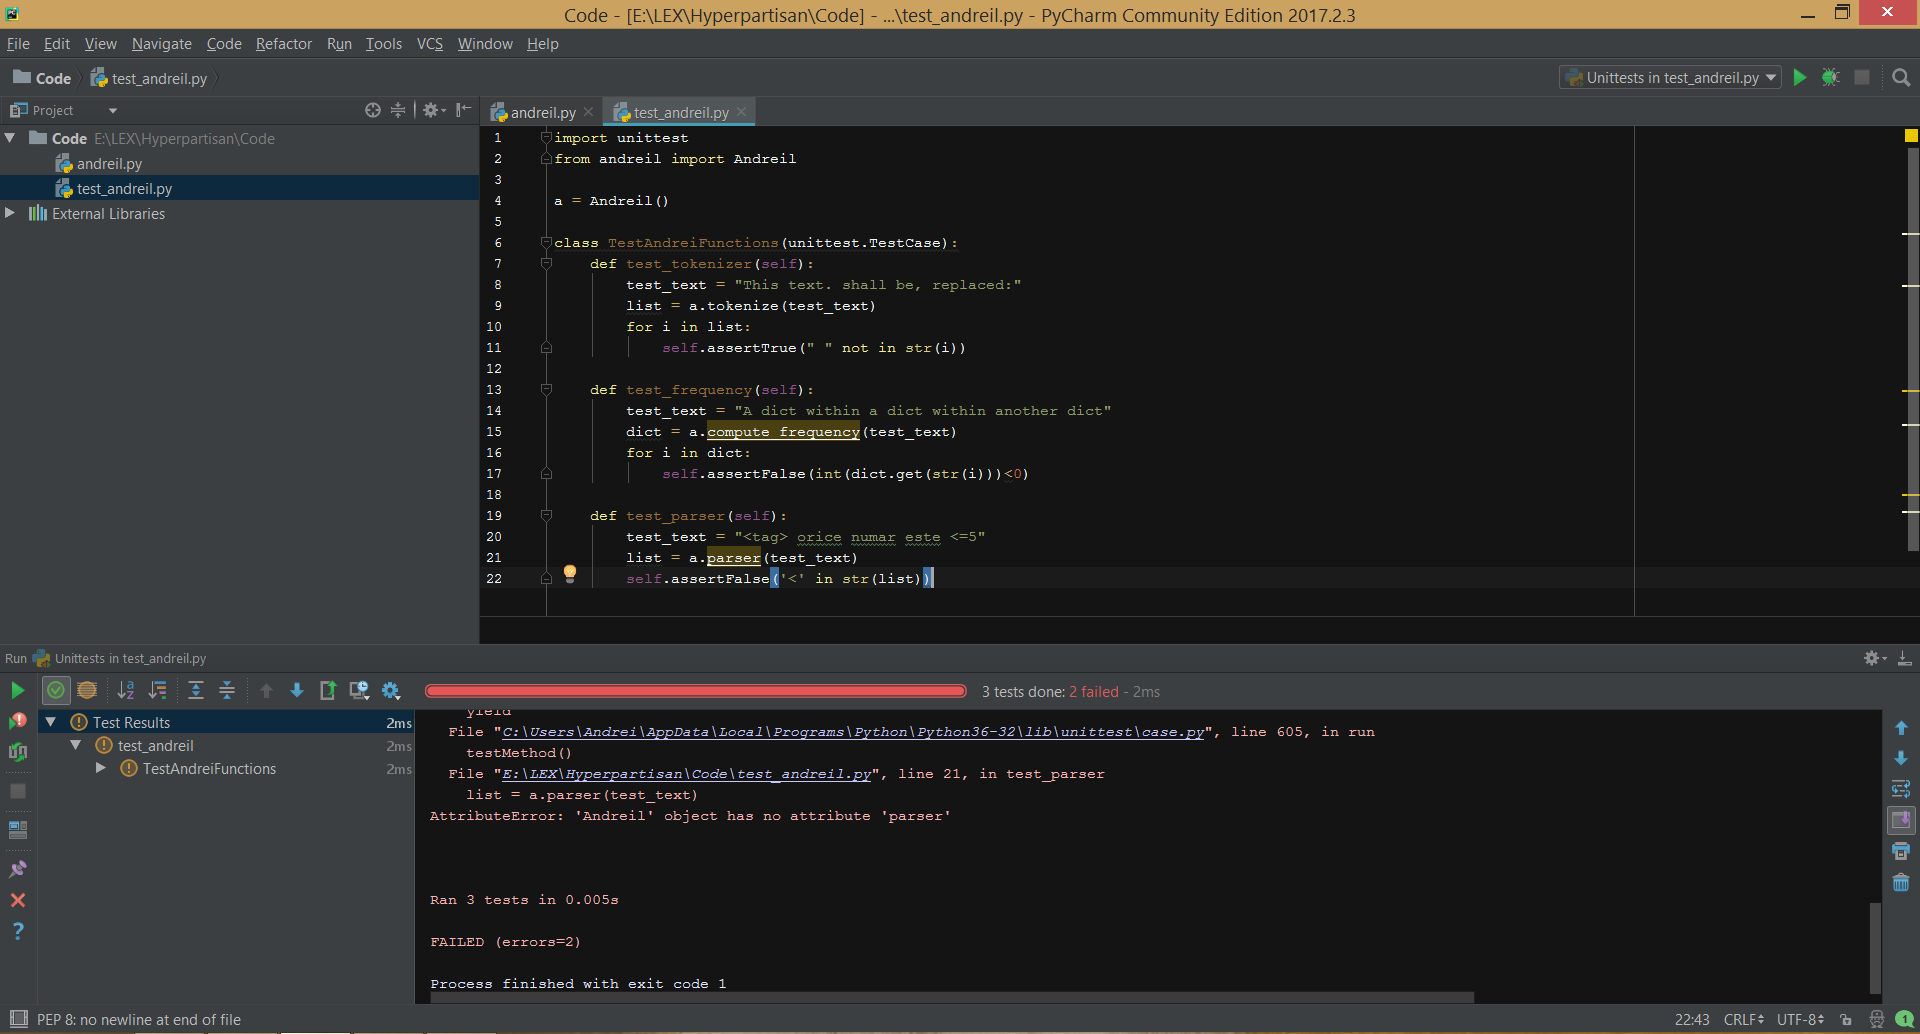 Code - [E:\LEX\Hyperpartisan\Code] - ...\test_andreil.py - PyCharm Community Edition 2017.2.3
File Edit View Navigate Code Refactor Run Tools VCS Window Help
Code test_andreil.py
Unittests in test_andreil.py
Project
andreil.py
test_andreil.py
Code E:\LEX\Hyperpartisan\Code
andreil.py
test_andreil.py
External Libraries
1 import unittest
2 from andreil import Andreil
3
4 a = Andreil()
5
6 class TestAndreiFunctions(unittest.TestCase):
7 def test_tokenizer(self):
8 test_text = "This text. shall be, replaced:"
9 list = a.tokenize(test_text)
10 for i in list:
11 self.assertTrue(" " not in str(i))
12
13 def test_frequency(self):
14 test_text = "A dict within a dict within another dict"
15 dict = a.compute_frequency(test_text)
16 for i in dict:
17 self.assertFalse(int(dict.get(str(i)))<0)
18
19 def test_parser(self):
20 test_text = "<tag> orice numar este <=5"
21 list = a.parser(test_text)
22 self.assertFalse('<' in str(list))
Run Unittests in test_andreil.py
3 tests done: 2 failed - 2ms
Test Results 2ms
test_andreil 2ms
TestAndreiFunctions 2ms
yield
File "C:\Users\Andrei\AppData\Local\Programs\Python\Python36-32\lib\unittest\case.py", line 605, in run
testMethod()
File "E:\LEX\Hyperpartisan\Code\test_andreil.py", line 21, in test_parser
list = a.parser(test_text)
AttributeError: 'Andreil' object has no attribute 'parser'
Ran 3 tests in 0.005s
FAILED (errors=2)
Process finished with exit code 1
PEP 8: no newline at end of file
22:43 CRLF UTF-8 1